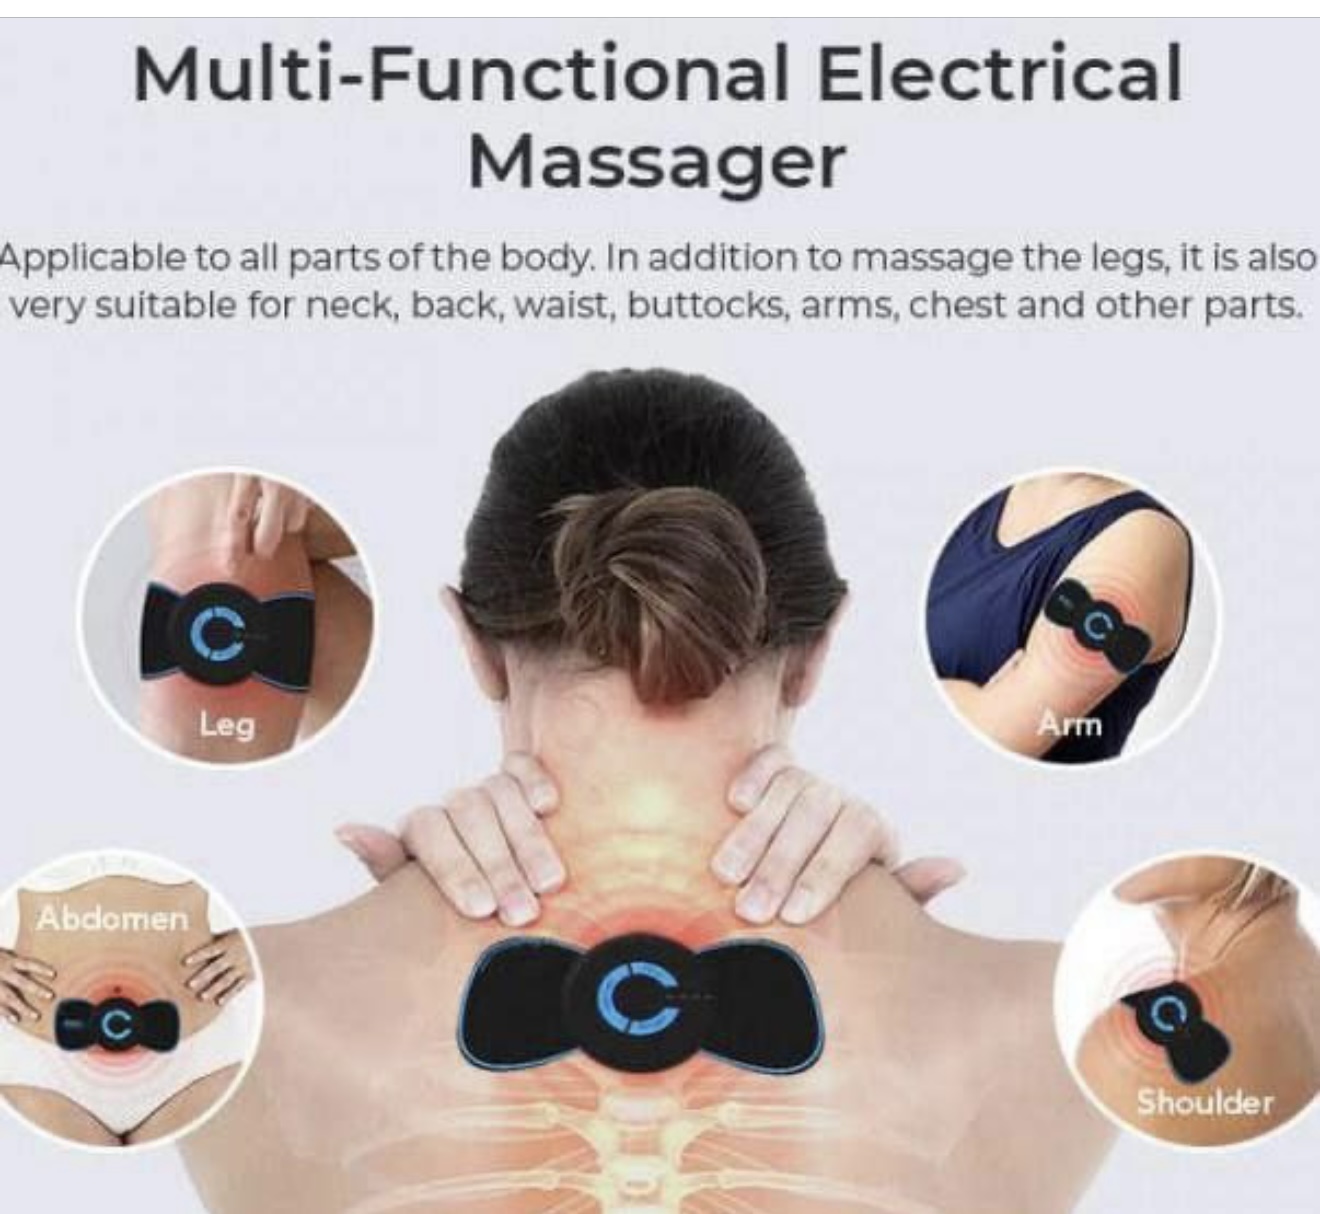 Multi-Functional Electrical
Massager
Applicable to all parts of the body. In addition to massage the legs, it is also
very suitable for neck, back, waist, buttocks, arms, chest and other parts.
Leg
Arm
Abdomen
Shoulder